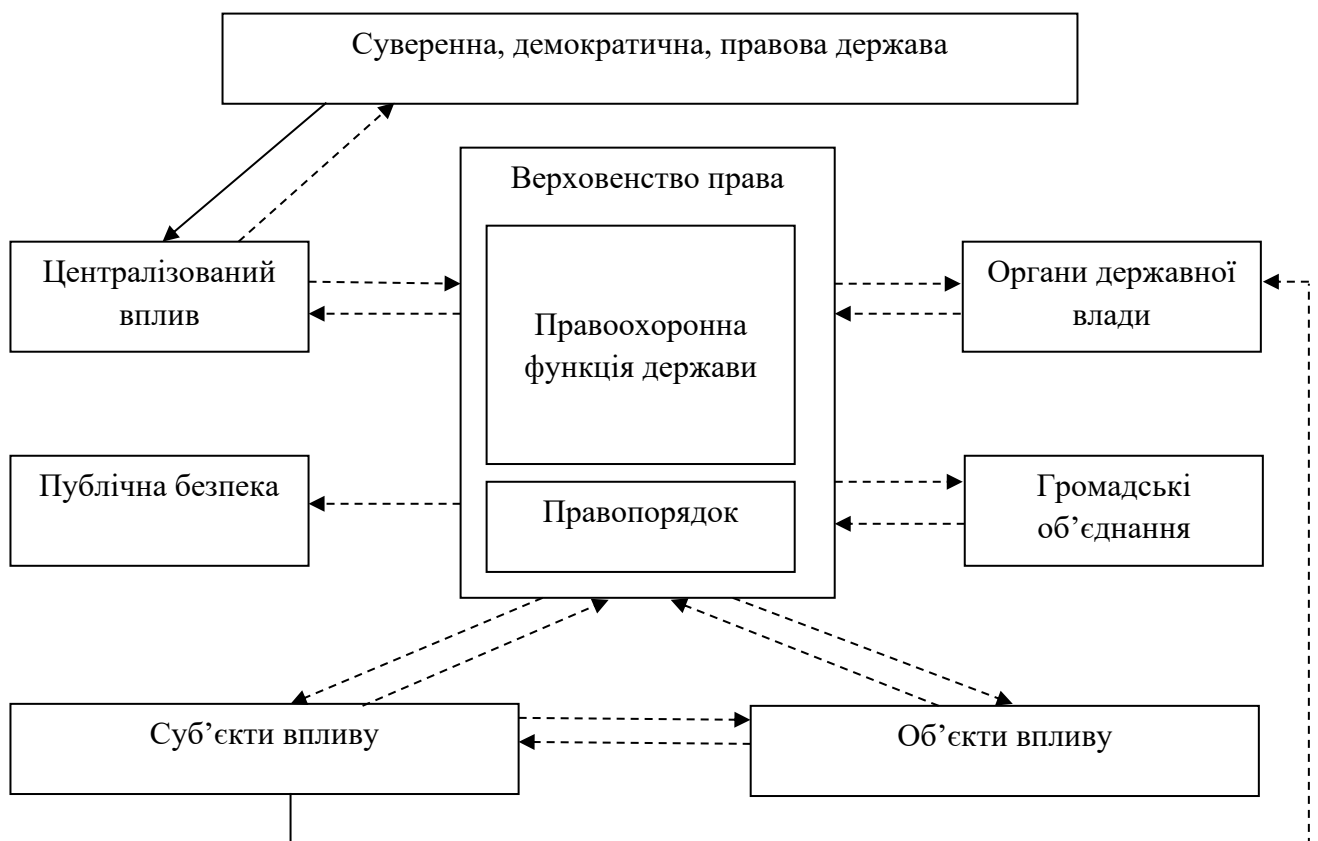 Суверенна, демократична, правова держава
Верховенство права
Централізований
вплив
Правоохоронна
функція держави
Органи державної
влади
Публічна безпека
Правопорядок
Громадські
об’єднання
Суб’єкти впливу
Об’єкти впливу